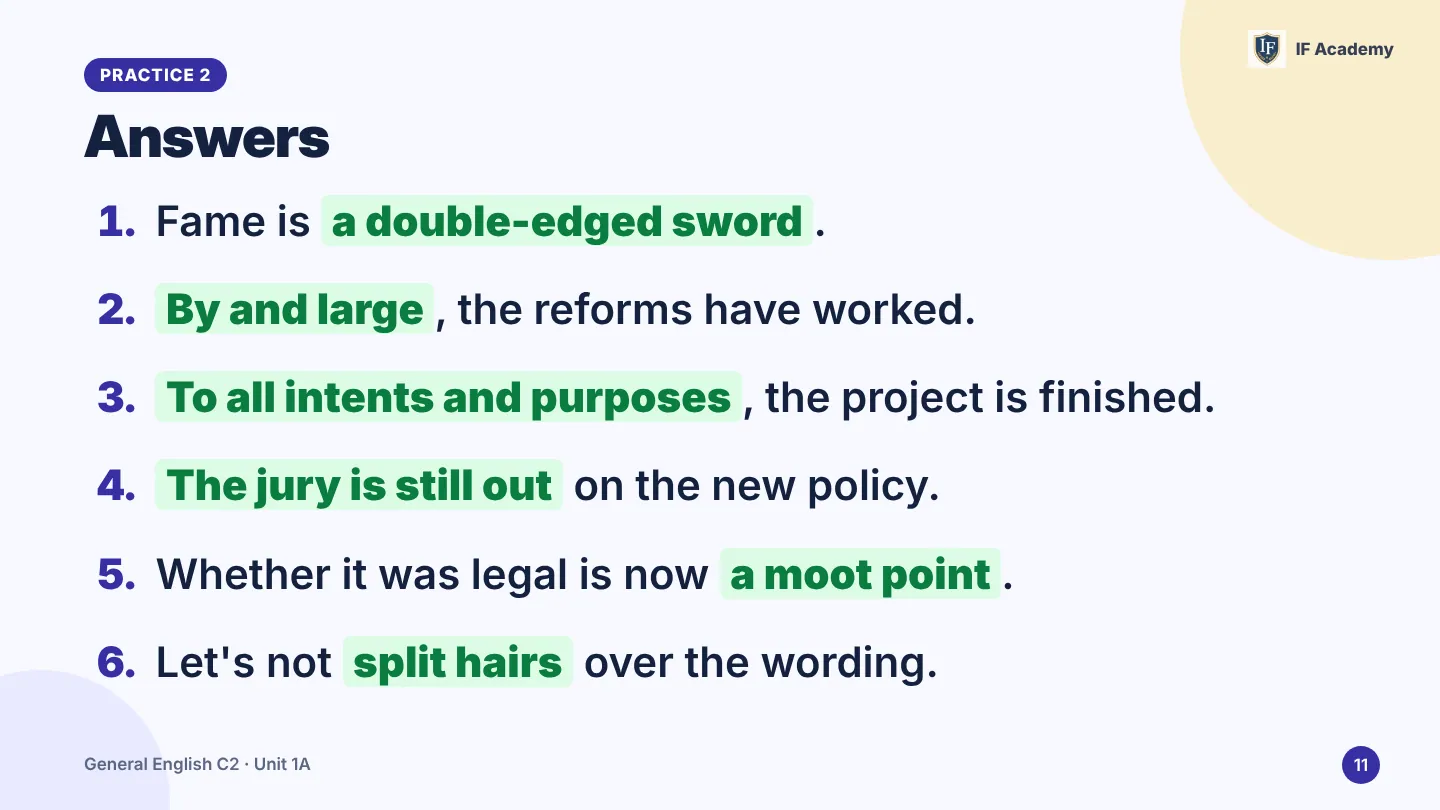 IF
IF Academy
PRACTICE 2
Answers
1. Fame is a double-edged sword.
2. By and large, the reforms have worked.
3. To all intents and purposes, the project is finished.
4. The jury is still out on the new policy.
5. Whether it was legal is now a moot point.
6. Let's not split hairs over the wording.
General English C2 · Unit 1A
11